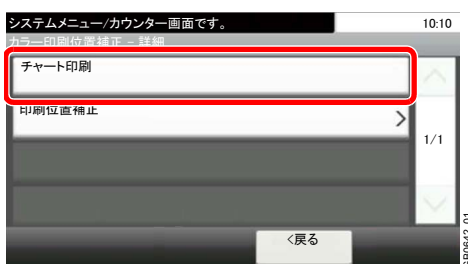 システムメニュー/カウンター画面です。
10:10
カラー印刷位置補正 - 詳細
チャート印刷
印刷位置補正
1/1
<戻る